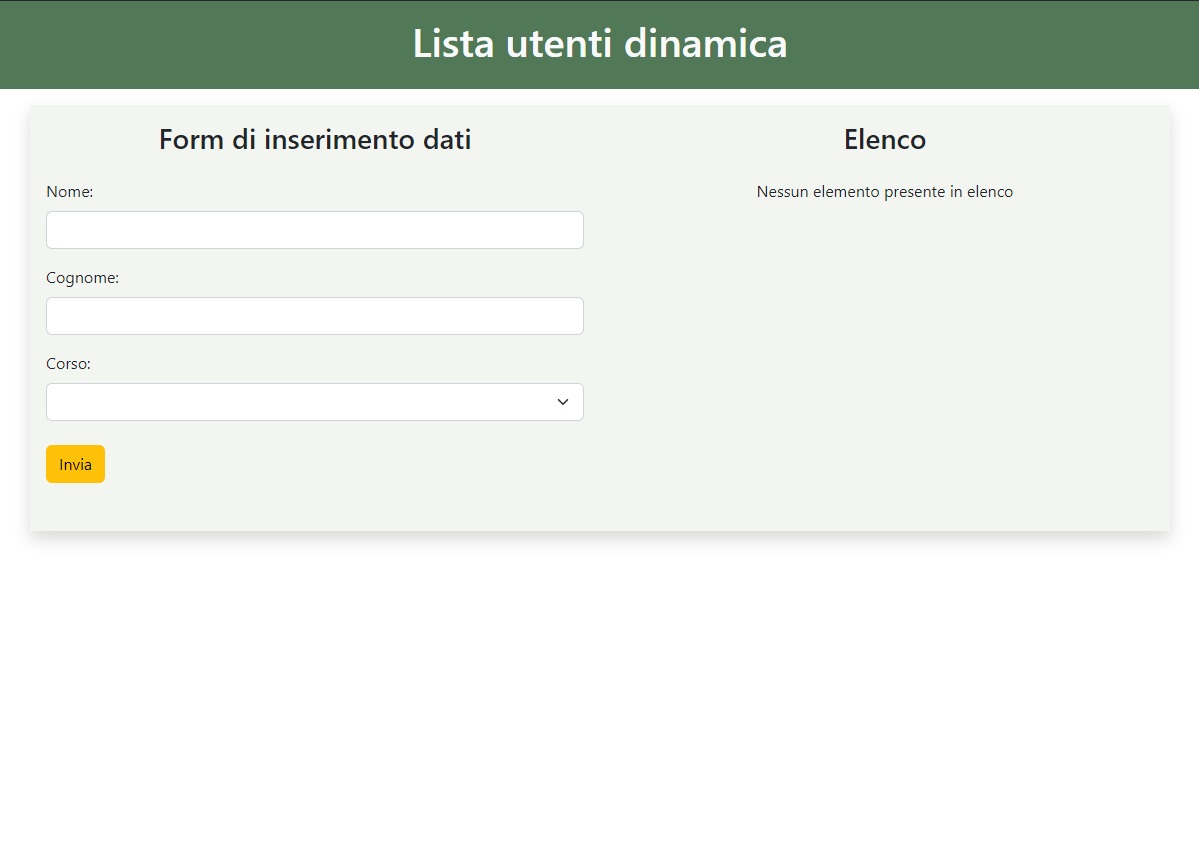 Lista utenti dinamica
Form di inserimento dati
Nome:
Cognome:
Corso:
Invia
Elenco
Nessun elemento presente in elenco